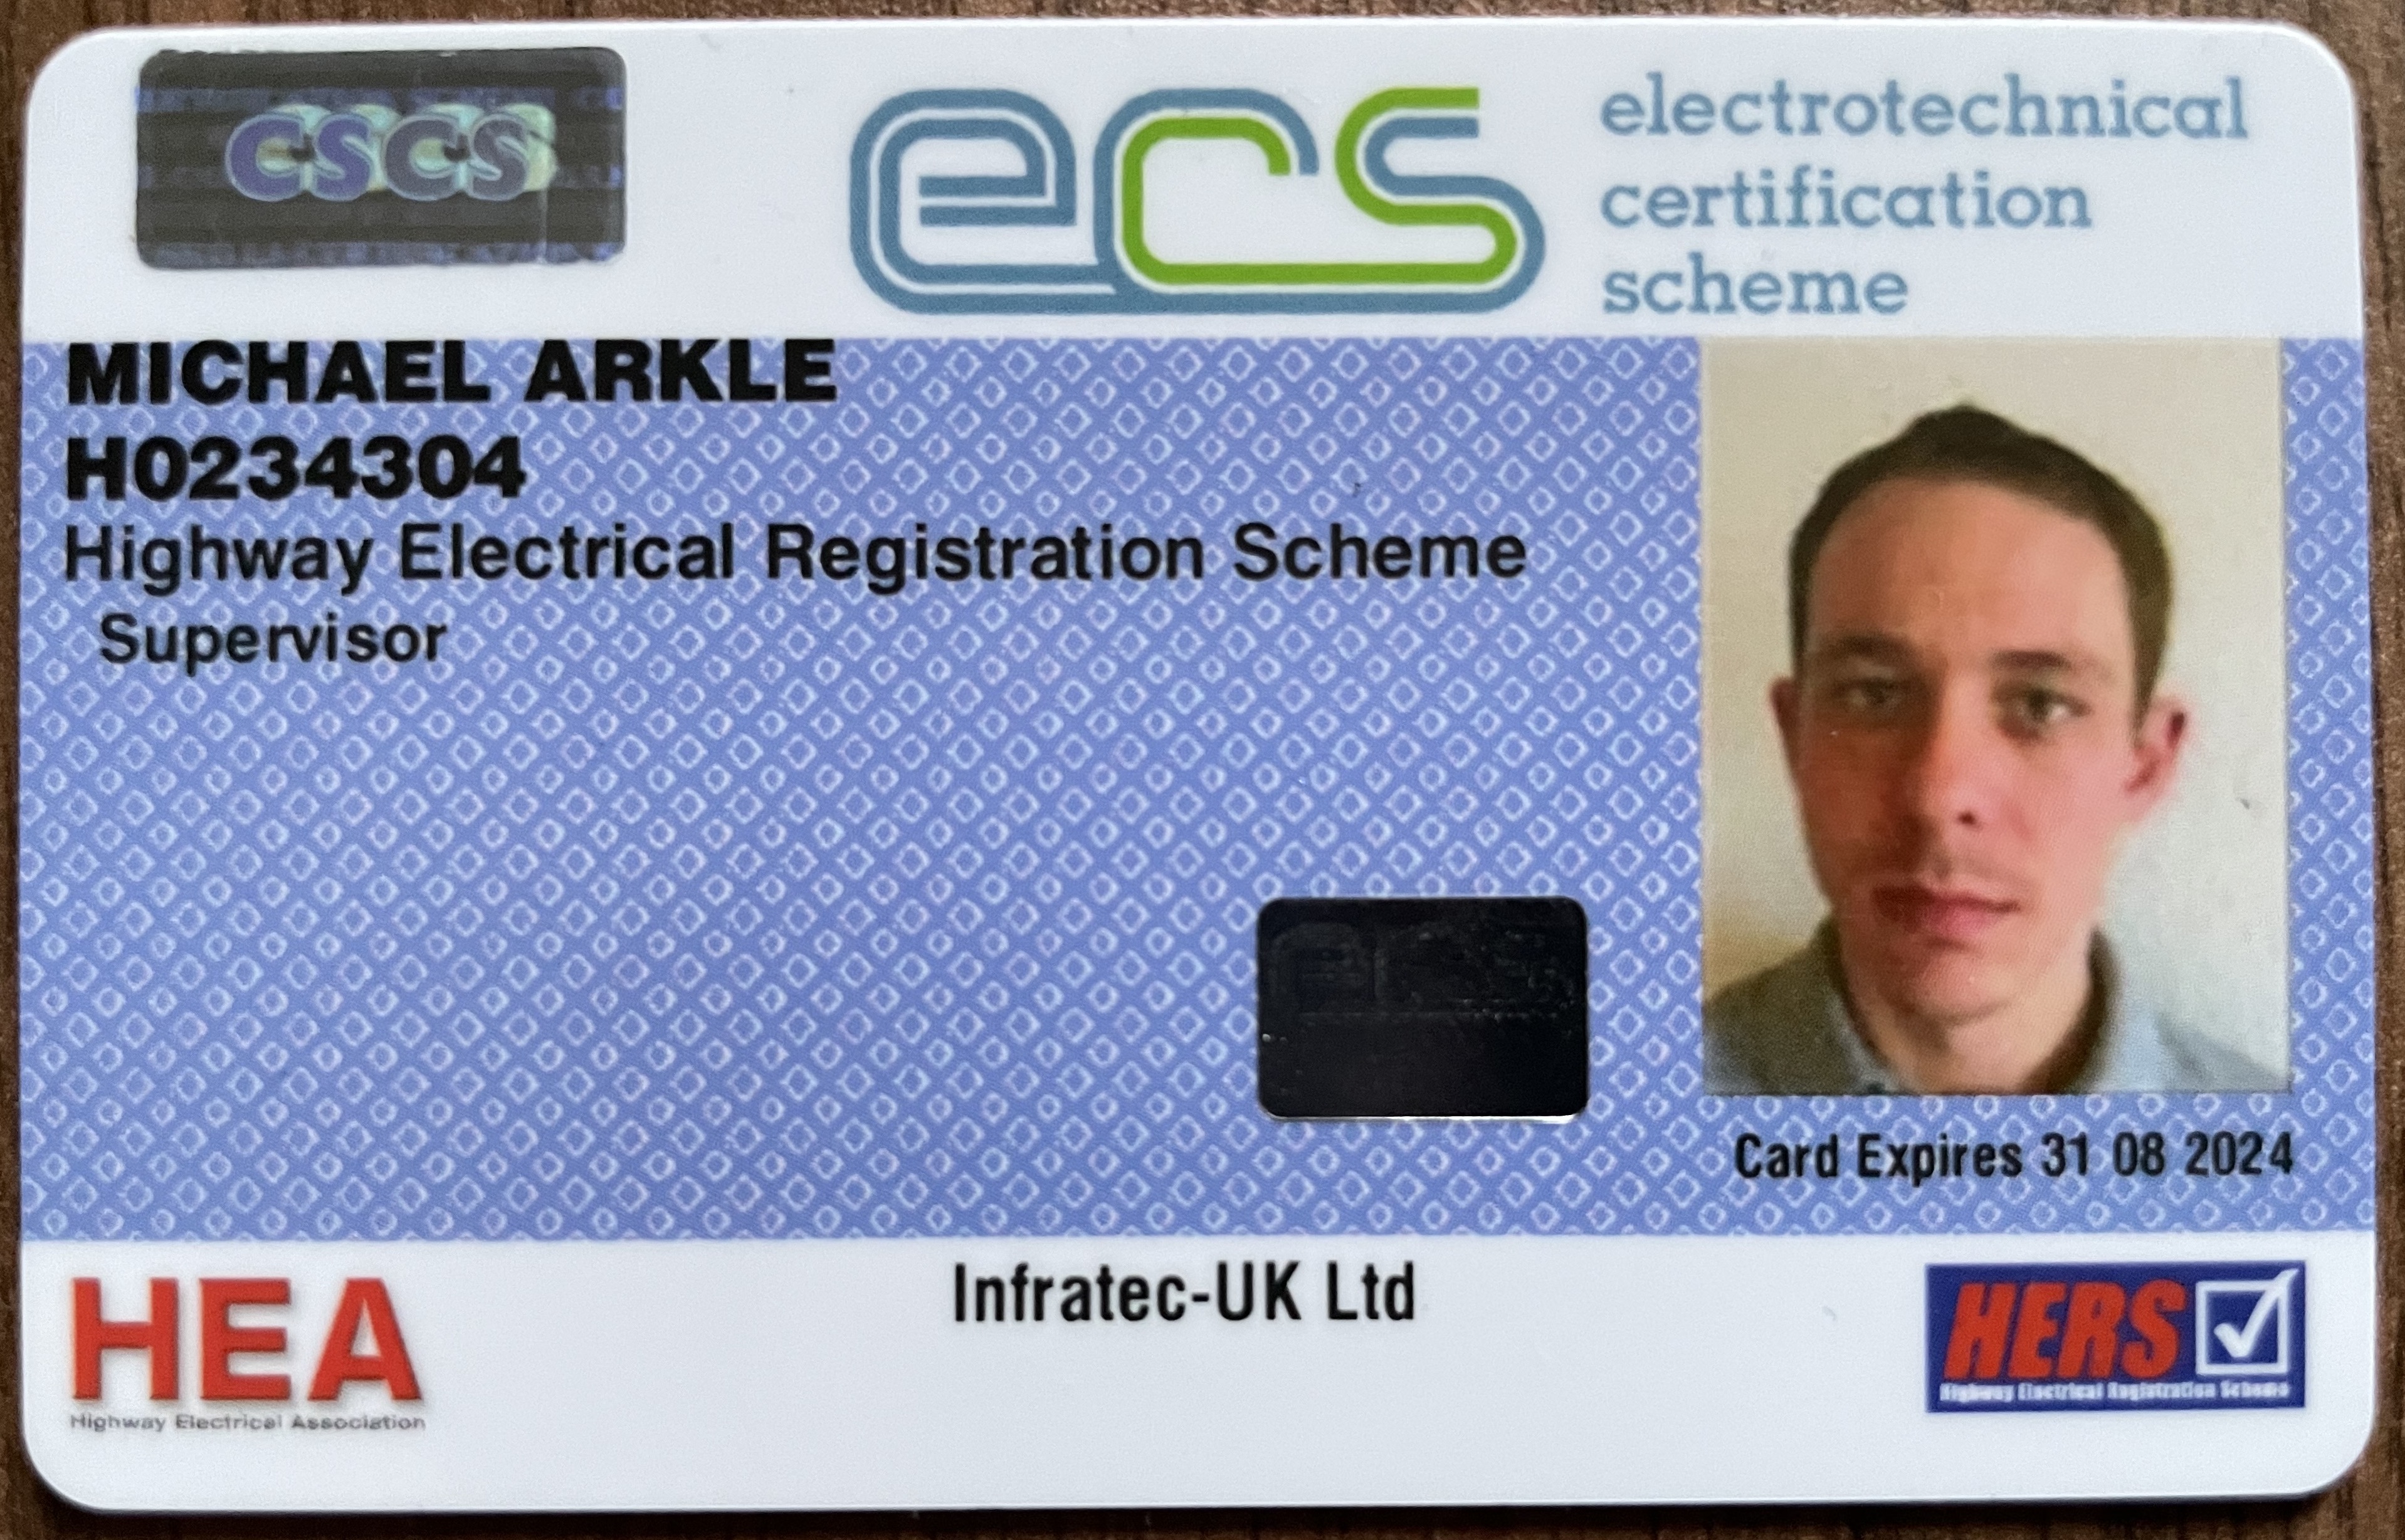 CSCS
ecs
electrotechnical
certification
scheme
MICHAEL ARKLE
H0234304
Highway Electrical Registration Scheme
Supervisor
ecs
Card Expires 31 08 2024
HEA
Highway Electrical Association
Infratec-UK Ltd
HERS
Highway Electrical Registration Scheme